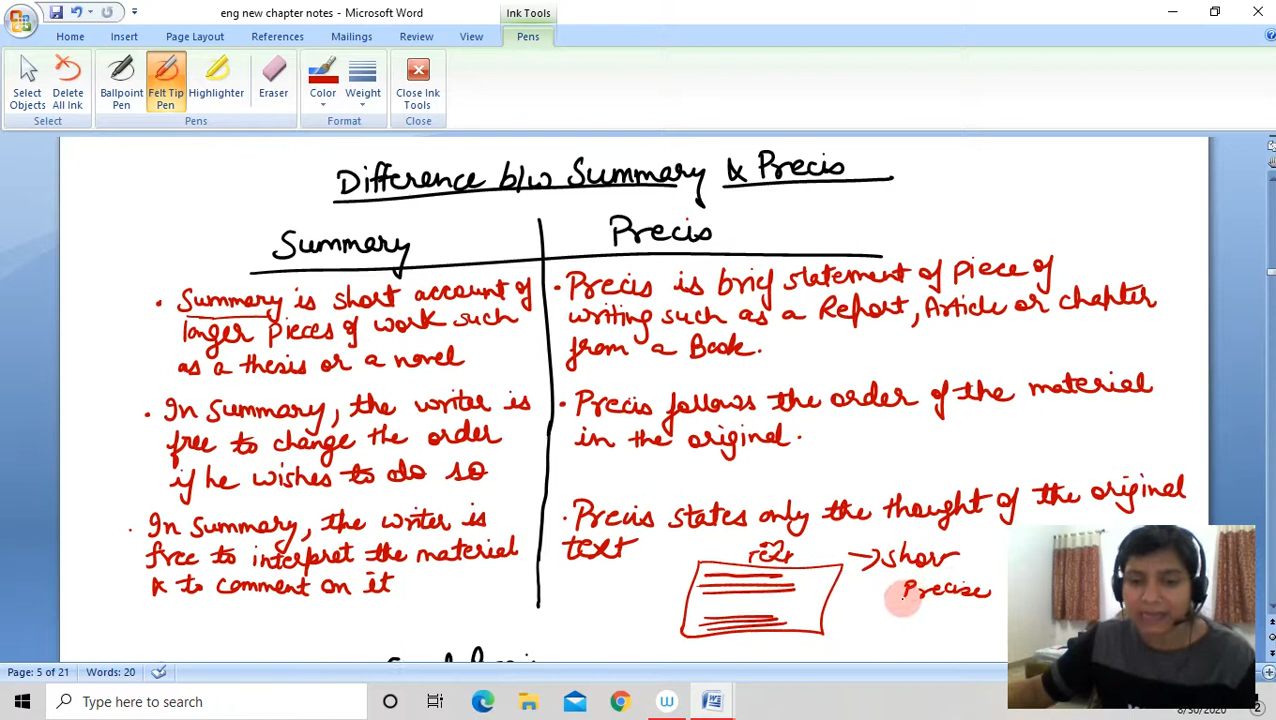 eng new chapter notes - Microsoft Word
Ink Tools
Home Insert Page Layout References Mailings Review View Pens
Select Objects
Delete All Ink
Ballpoint Pen
Felt Tip Pen
Highlighter
Eraser
Color
Weight
Close Ink Tools
Select Pens Format Close
Difference b/w Summary & Precis
Summary
• Summary is short account of
larger pieces of work such
as a thesis or a novel
• In Summary, the writer is
free to change the order
if he wishes to do so
• In Summary, the writer is
free to interpret the material
& to comment on it
Precis
• Precis is brief statement of piece of
writing such as a Report, Article or chapter
from a Book.
• Precis follows the order of the material
in the original.
• Precis states only the thought of the original
text
→ Short
Precise
Page: 5 of 21 Words: 20
Type here to search
8/30/2020